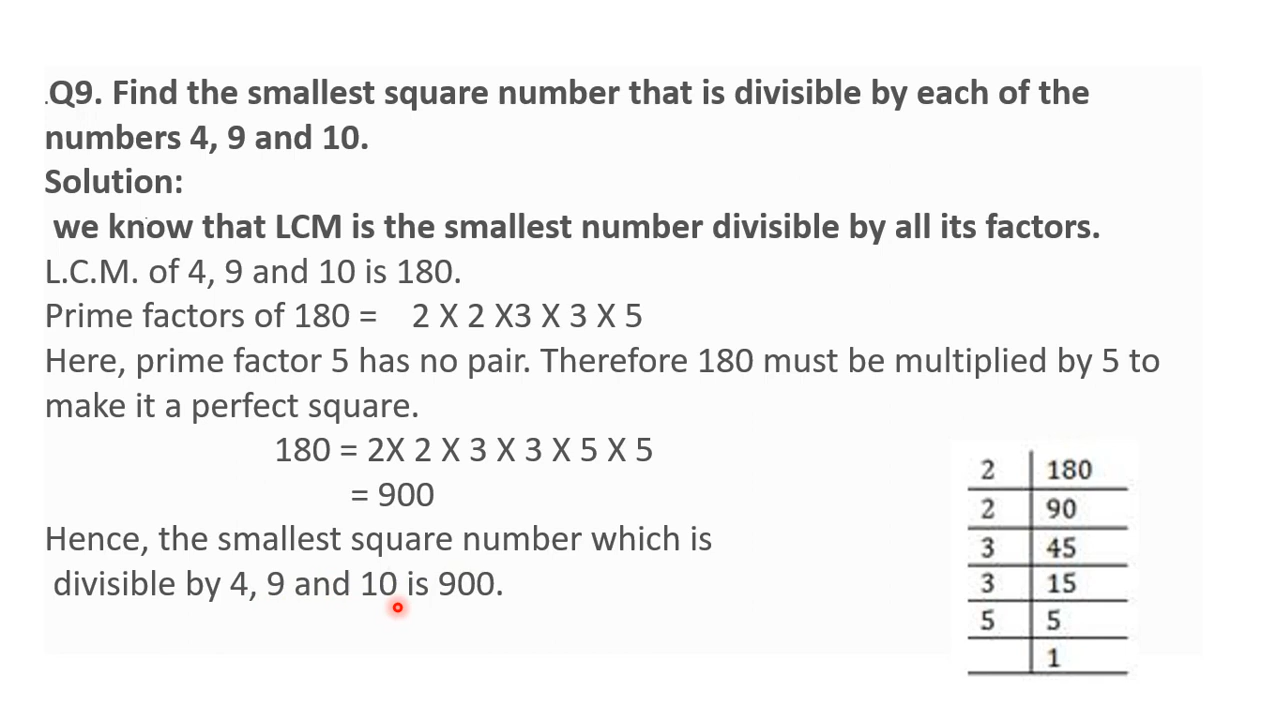 .Q9. Find the smallest square number that is divisible by each of the
numbers 4, 9 and 10.
Solution:
we know that LCM is the smallest number divisible by all its factors.
L.C.M. of 4, 9 and 10 is 180.
Prime factors of 180 = 2 X 2 X3 X 3 X 5
Here, prime factor 5 has no pair. Therefore 180 must be multiplied by 5 to
make it a perfect square.
180 = 2X 2 X 3 X 3 X 5 X 5
= 900
Hence, the smallest square number which is
divisible by 4, 9 and 10 is 900.
2 180
2 90
3 45
3 15
5 5
1